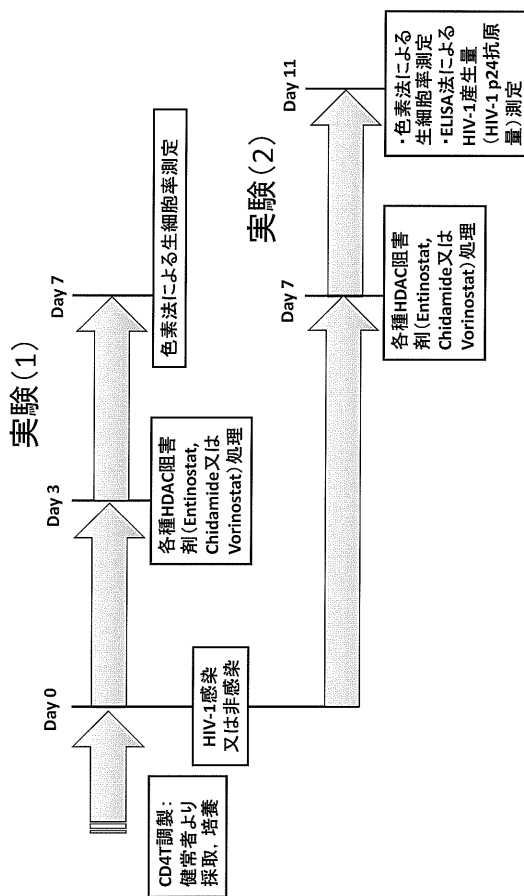 実験(1)
Day 0
Day 3
Day 7
CD4T調製:
健常者より
採取, 培養
HIV-1感染
又は非感染
各種HDAC阻害
剤(Entinostat,
Chidamide又は
Vorinostat)処理
色素法による生細胞率測定
実験(2)
Day 7
Day 11
各種HDAC阻害
剤(Entinostat,
Chidamide又は
Vorinostat)処理
・色素法による
生細胞率測定
・ELISA法による
HIV-1産生量
(HIV-1 p24抗原
量)測定